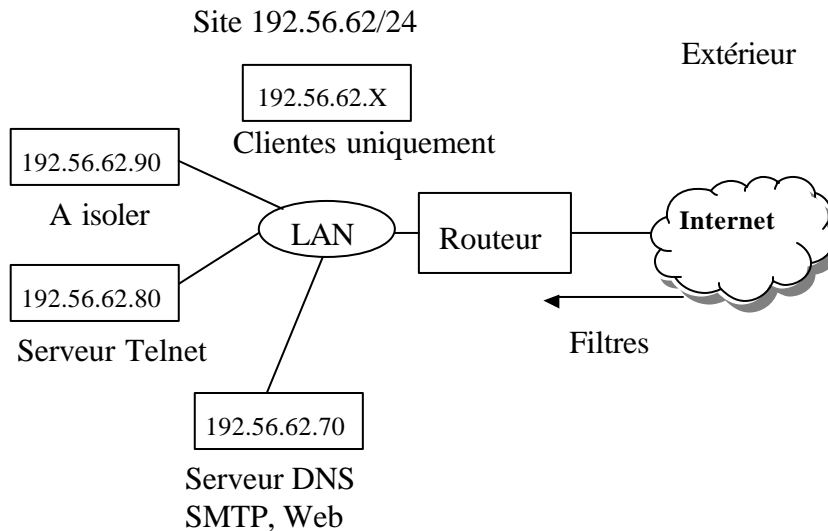 Site 192.56.62/24
Extérieur
192.56.62.X
Clientes uniquement
192.56.62.90
A isoler
LAN
Routeur
Internet
192.56.62.80
Serveur Telnet
Filtres
192.56.62.70
Serveur DNS
SMTP, Web